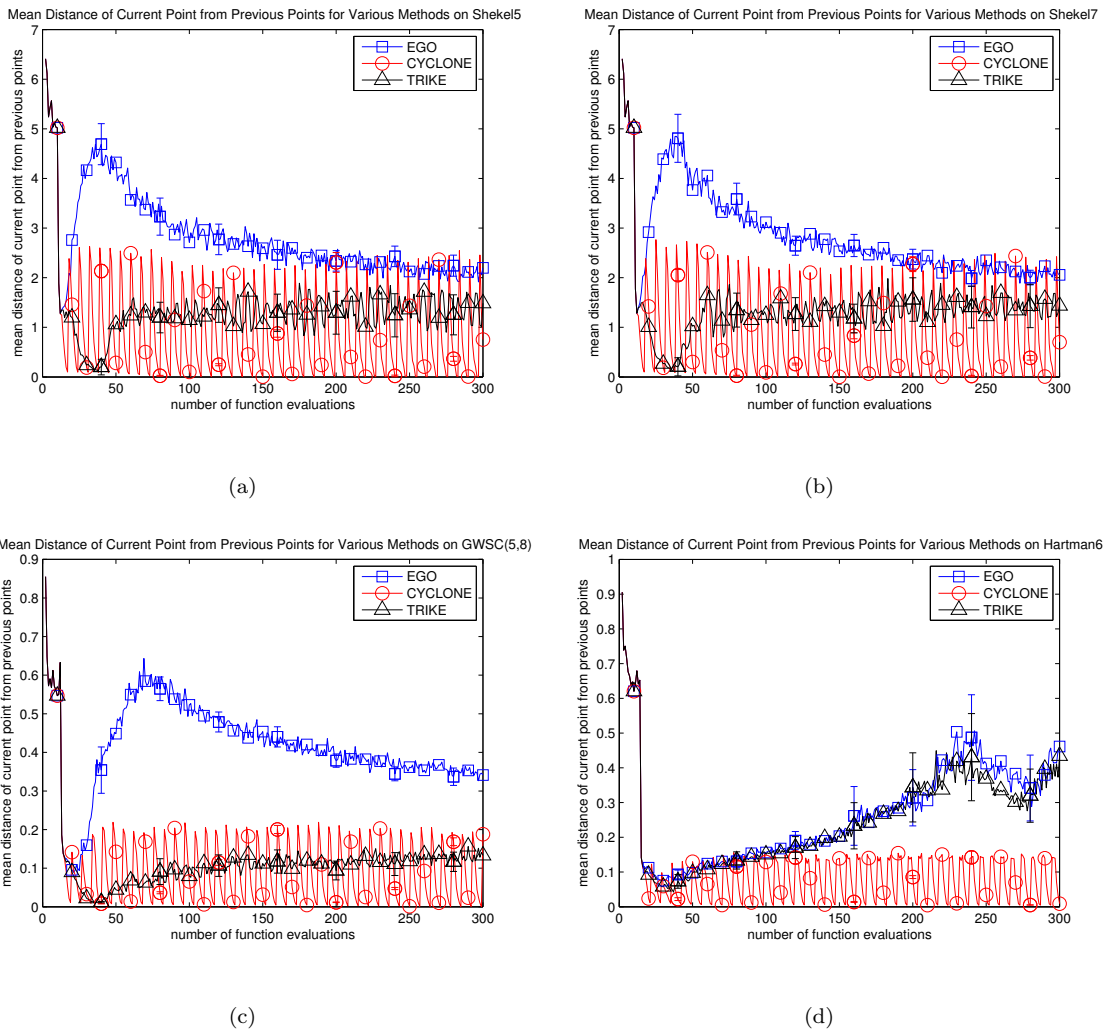 Mean Distance of Current Point from Previous Points for Various Methods on Shekel5
mean distance of current point from previous points
7
6
5
4
3
2
1
0
0 50 100 150 200 250 300
number of function evaluations
EGO
CYCLONE
TRIKE
(a)
Mean Distance of Current Point from Previous Points for Various Methods on Shekel7
mean distance of current point from previous points
7
6
5
4
3
2
1
0
0 50 100 150 200 250 300
number of function evaluations
EGO
CYCLONE
TRIKE
(b)
Mean Distance of Current Point from Previous Points for Various Methods on GWSC(5,8)
mean distance of current point from previous points
0.9
0.8
0.7
0.6
0.5
0.4
0.3
0.2
0.1
0
0 50 100 150 200 250 300
number of function evaluations
EGO
CYCLONE
TRIKE
(c)
Mean Distance of Current Point from Previous Points for Various Methods on Hartman6
mean distance of current point from previous points
1
0.9
0.8
0.7
0.6
0.5
0.4
0.3
0.2
0.1
0
0 50 100 150 200 250 300
number of function evaluations
EGO
CYCLONE
TRIKE
(d)